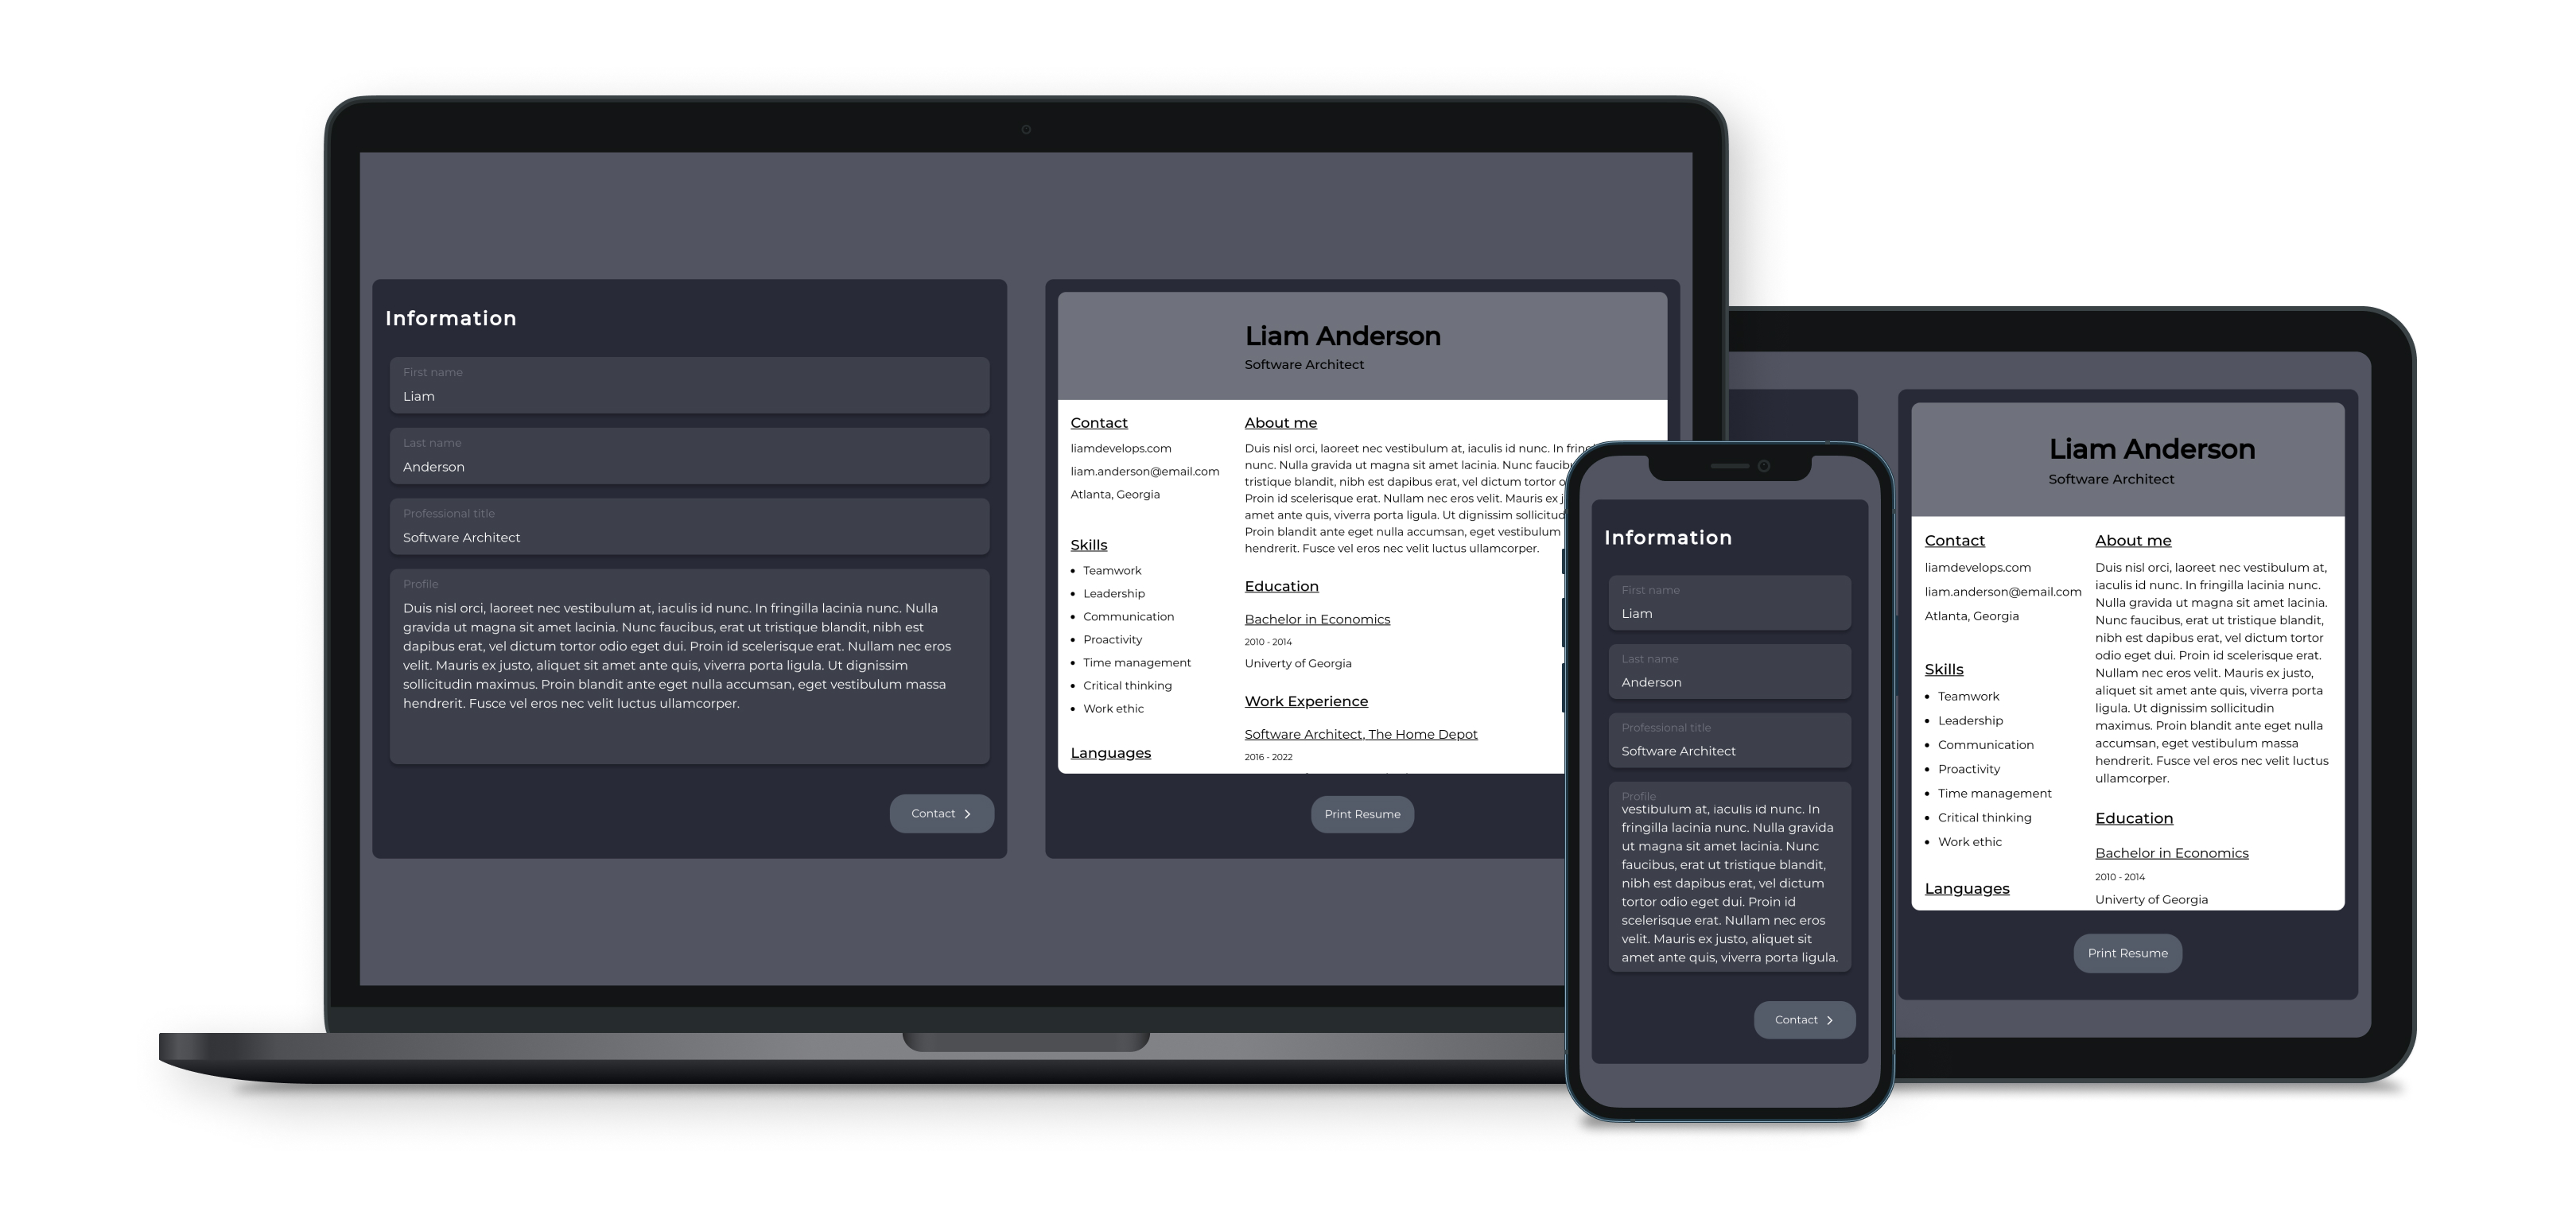 Information
First name
Liam
Last name
Anderson
Professional title
Software Architect
Profile
Duis nisl orci, laoreet nec vestibulum at, iaculis id nunc. In fringilla lacinia nunc. Nulla
gravida ut magna sit amet lacinia. Nunc faucibus, erat ut tristique blandit, nibh est
dapibus erat, vel dictum tortor odio eget dui. Proin id scelerisque erat. Nullam nec eros
velit. Mauris ex justo, aliquet sit amet ante quis, viverra porta ligula. Ut dignissim
sollicitudin maximus. Proin blandit ante eget nulla accumsan, eget vestibulum massa
hendrerit. Fusce vel eros nec velit luctus ullamcorper.
Contact
Liam Anderson
Software Architect
Contact
liamdevelops.com
liam.anderson@email.com
Atlanta, Georgia
Skills
Teamwork
Leadership
Communication
Proactivity
Time management
Critical thinking
Work ethic
Languages
About me
Duis nisl orci, laoreet nec vestibulum at, iaculis id nunc. In
nunc. Nulla gravida ut magna sit amet lacinia. Nunc
tristique blandit, nibh est dapibus erat, vel dictum tortor
Proin id scelerisque erat. Nullam nec eros velit. Mauris ex
amet ante quis, viverra porta ligula. Ut dignissim
Proin blandit ante eget nulla accumsan, eget vestibulum
hendrerit. Fusce vel eros nec velit luctus ullamcorper.
Education
Bachelor in Economics
2010 - 2014
Univerty of Georgia
Work Experience
Software Architect, The Home Depot
2016 - 2022
Print Resume
Information
First name
Liam
Last name
Anderson
Professional title
Software Architect
Profile
vestibulum at, iaculis id nunc. In
fringilla lacinia nunc. Nulla gravida
ut magna sit amet lacinia. Nunc
faucibus, erat ut tristique blandit,
nibh est dapibus erat, vel dictum
tortor odio eget dui. Proin id
scelerisque erat. Nullam nec eros
velit. Mauris ex justo, aliquet sit
amet ante quis, viverra porta ligula.
Contact
Liam Anderson
Software Architect
Contact
liamdevelops.com
liam.anderson@email.com
Atlanta, Georgia
Skills
Teamwork
Leadership
Communication
Proactivity
Time management
Critical thinking
Work ethic
Languages
About me
Duis nisl orci, laoreet nec vestibulum at,
iaculis id nunc. In fringilla lacinia nunc.
Nulla gravida ut magna sit amet lacinia.
Nunc faucibus, erat ut tristique blandit,
nibh est dapibus erat, vel dictum tortor
odio eget dui. Proin id scelerisque erat.
Nullam nec eros velit. Mauris ex justo,
aliquet sit amet ante quis, viverra porta
ligula. Ut dignissim sollicitudin
maximus. Proin blandit ante eget nulla
accumsan, eget vestibulum massa
hendrerit. Fusce vel eros nec velit luctus
ullamcorper.
Education
Bachelor in Economics
2010 - 2014
Univerty of Georgia
Print Resume